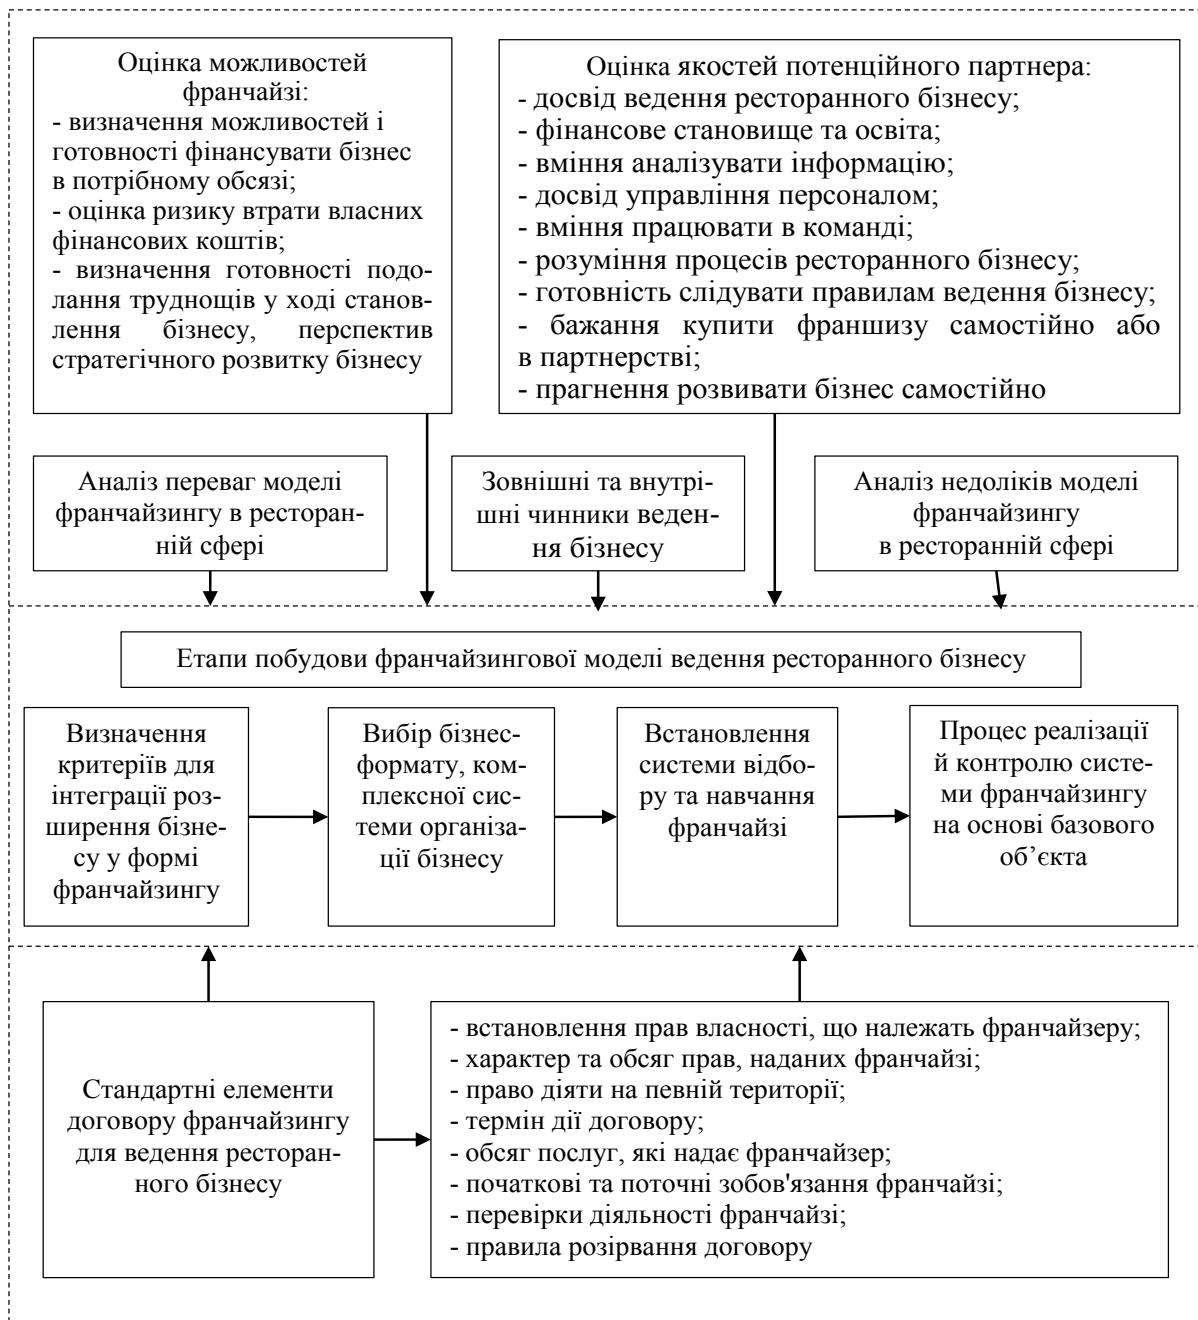 Оцінка можливостей
франчайзі:
- визначення можливостей і
готовності фінансувати бізнес
в потрібному обсязі;
- оцінка ризику втрати власних
фінансових коштів;
- визначення готовності подо-
лання труднощів у ході станов-
лення бізнесу, перспектив
стратегічного розвитку бізнесу
Оцінка якостей потенційного партнера:
- досвід ведення ресторанного бізнесу;
- фінансове становище та освіта;
- вміння аналізувати інформацію;
- досвід управління персоналом;
- вміння працювати в команді;
- розуміння процесів ресторанного бізнесу;
- готовність слідувати правилам ведення бізнесу;
- бажання купити франшизу самостійно або
в партнерстві;
- прагнення розвивати бізнес самостійно
Аналіз переваг моделі
франчайзингу в ресторан-
ній сфері
Зовнішні та внутрі-
шні чинники веден-
ня бізнесу
Аналіз недоліків моделі
франчайзингу
в ресторанній сфері
Етапи побудови франчайзингової моделі ведення ресторанного бізнесу
Визначення
критеріїв для
інтеграції роз-
ширення бізне-
су у формі
франчайзингу
Вибір бізнес-
формату, ком-
плексної сис-
теми організа-
ції бізнесу
Встановлення
системи відбо-
ру та навчання
франчайзі
Процес реалізації
й контролю систе-
ми франчайзингу
на основі базового
об’єкта
Стандартні елементи
договору франчайзингу
для ведення ресторан-
ного бізнесу
- встановлення прав власності, що належать франчайзеру;
- характер та обсяг прав, наданих франчайзі;
- право діяти на певній території;
- термін дії договору;
- обсяг послуг, які надає франчайзер;
- початкові та поточні зобов'язання франчайзі;
- перевірки діяльності франчайзі;
- правила розірвання договору